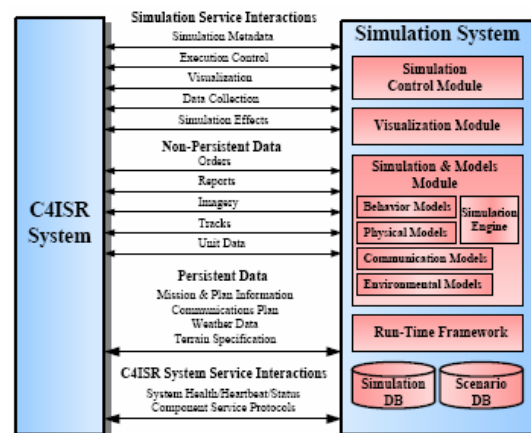 C4ISR
System
Simulation Service Interactions
Simulation Metadata
Execution Control
Visualization
Data Collection
Simulation Effects
Non-Persistent Data
Orders
Reports
Imagery
Tracks
Unit Data
Persistent Data
Mission & Plan Information
Communications Plan
Weather Data
Terrain Specification
C4ISR System Service Interactions
System Health/Heartbeat/Status
Component Service Protocols
Simulation System
Simulation
Control Module
Visualization Module
Simulation & Models
Module
Behavior Models
Physical Models
Simulation
Engine
Communication Models
Environmental Models
Run-Time Framework
Simulation
DB
Scenario
DB